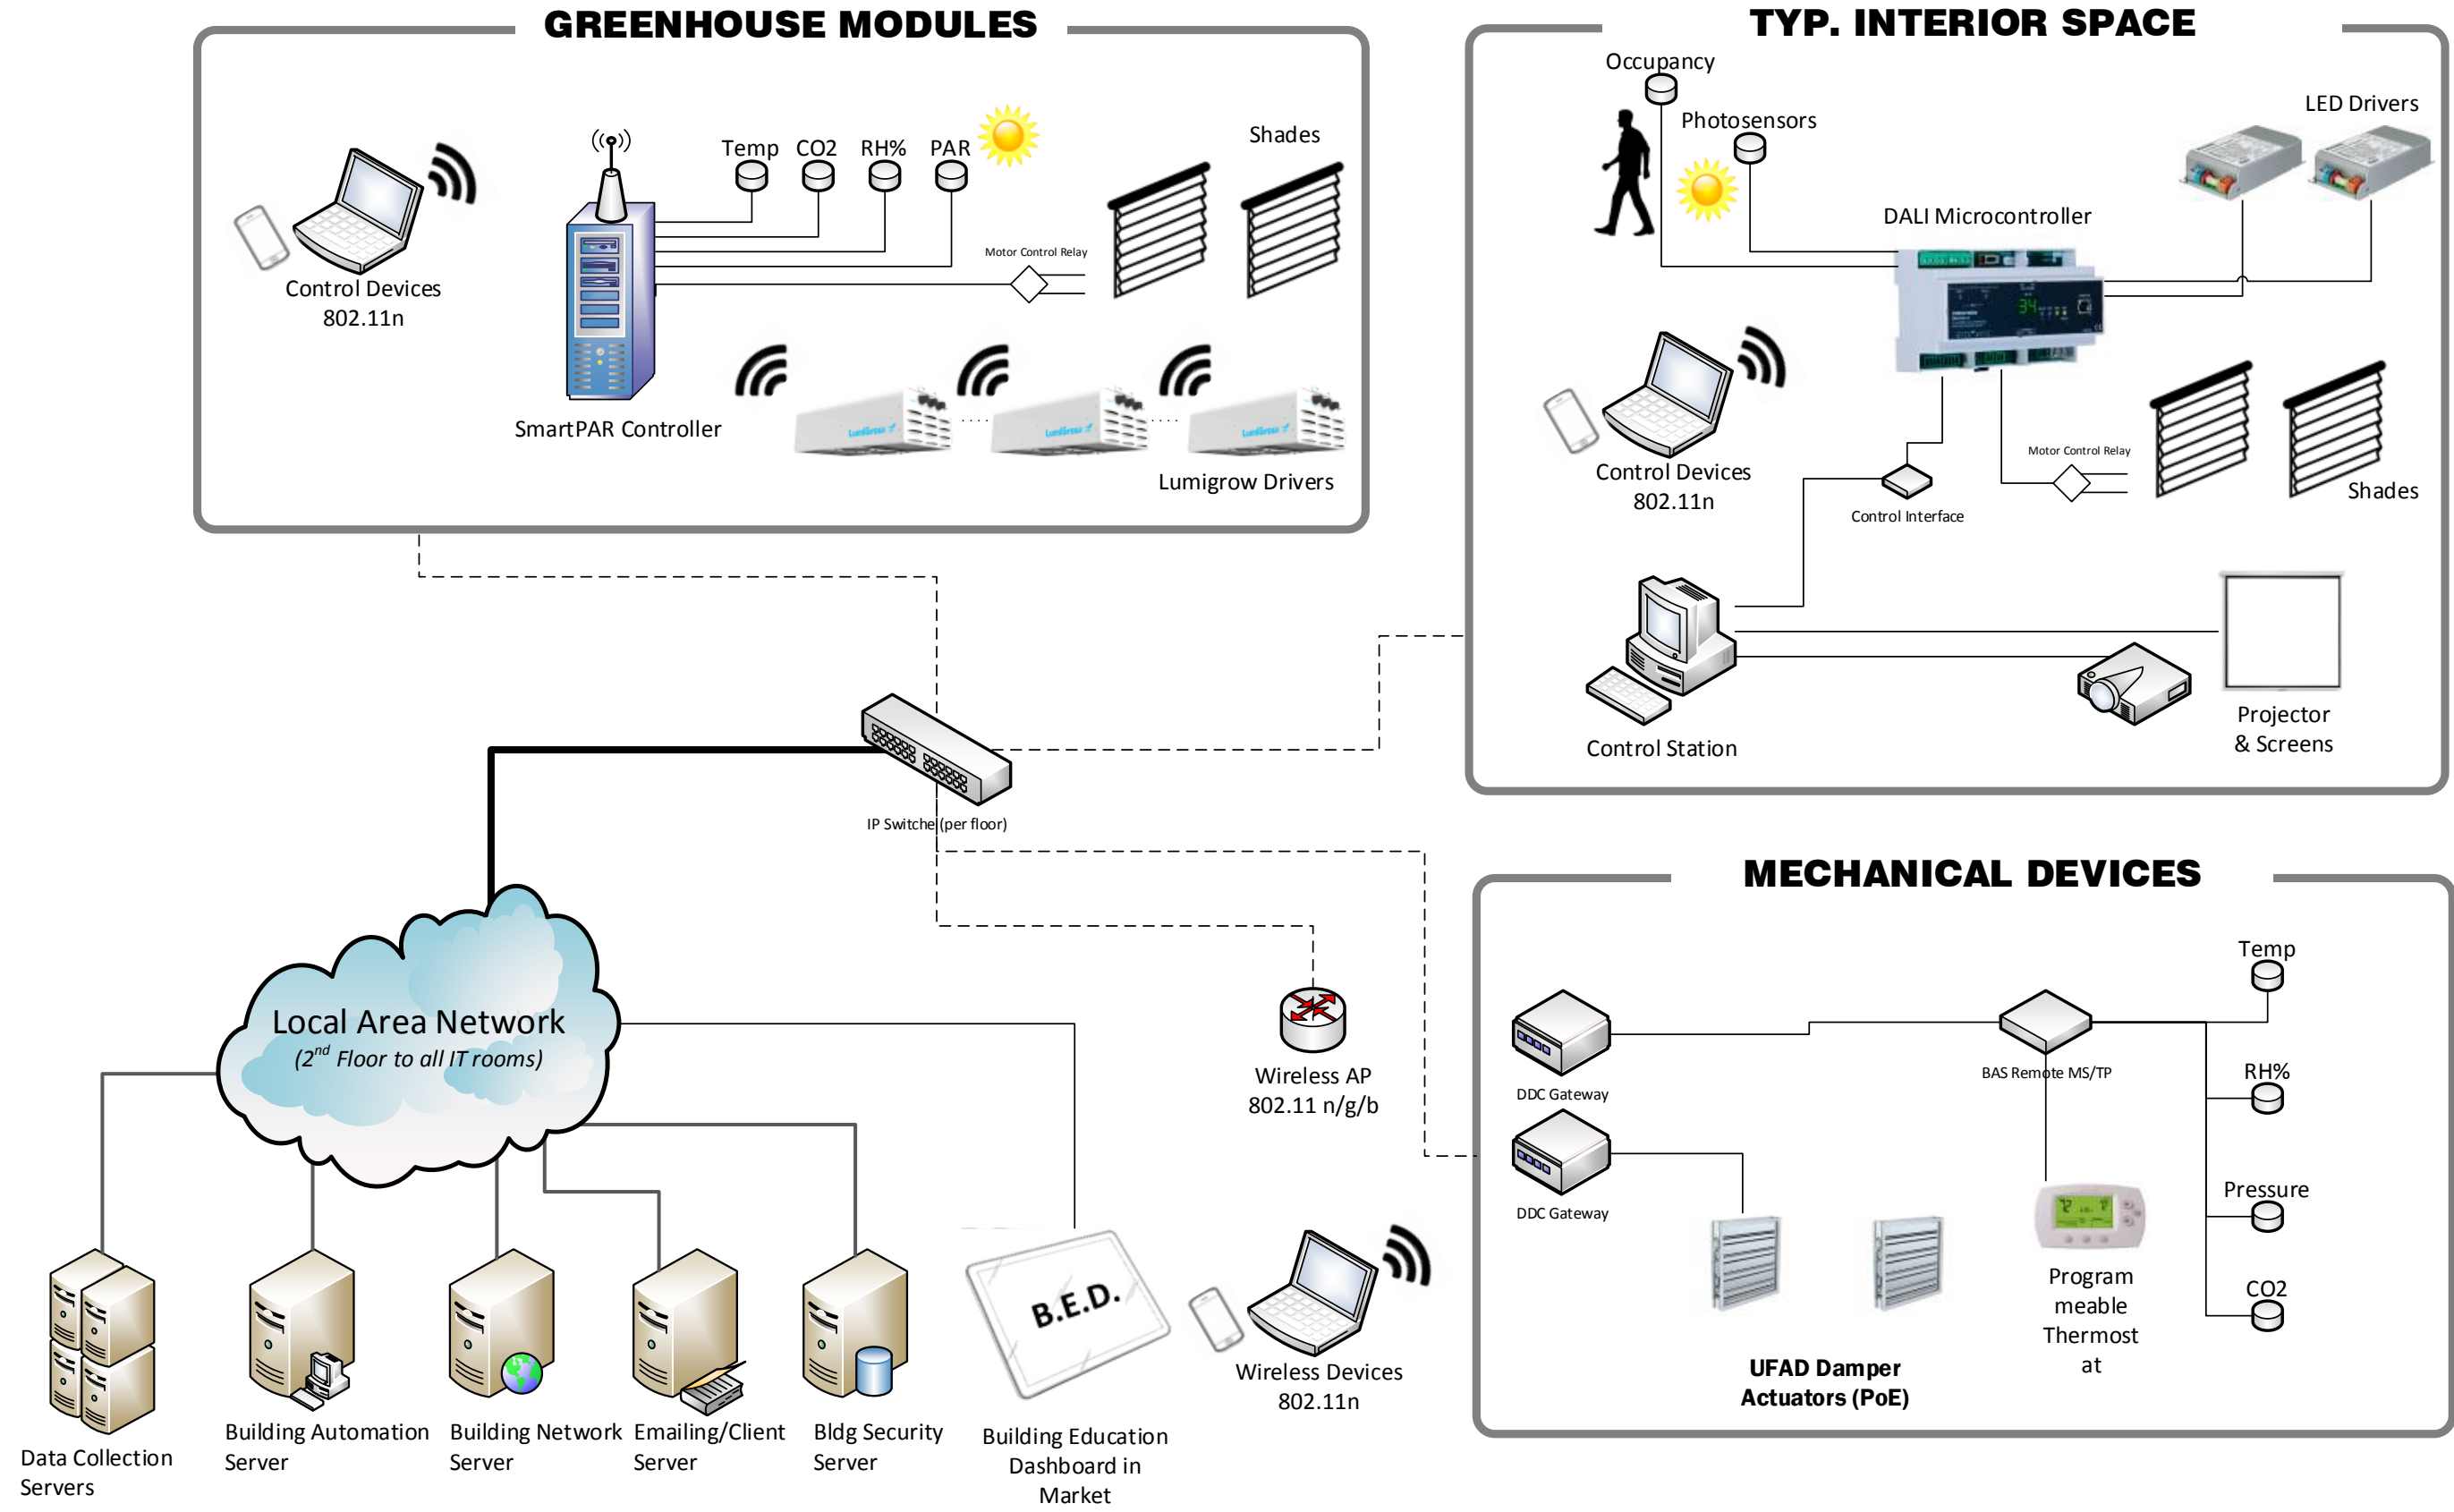 GREENHOUSE MODULES
Control Devices
802.11n
Temp
CO2
RH%
PAR
Shades
Motor Control Relay
SmartPAR Controller
LumiGrow
LumiGrow
LumiGrow
Lumigrow Drivers
TYP. INTERIOR SPACE
Occupancy
Photosensors
LED Drivers
DALI Microcontroller
34
Control Devices
802.11n
Control Interface
Motor Control Relay
Shades
Control Station
Projector
& Screens
IP Switche (per floor)
Local Area Network
(2nd Floor to all IT rooms)
Wireless AP
802.11 n/g/b
MECHANICAL DEVICES
DDC Gateway
DDC Gateway
BAS Remote MS/TP
Temp
RH%
Pressure
CO2
72
Program
meable
Thermost
at
UFAD Damper
Actuators (PoE)
Data Collection
Servers
Building Automation
Server
Building Network
Server
Emailing/Client
Server
Bldg Security
Server
B.E.D.
Building Education
Dashboard in
Market
Wireless Devices
802.11n